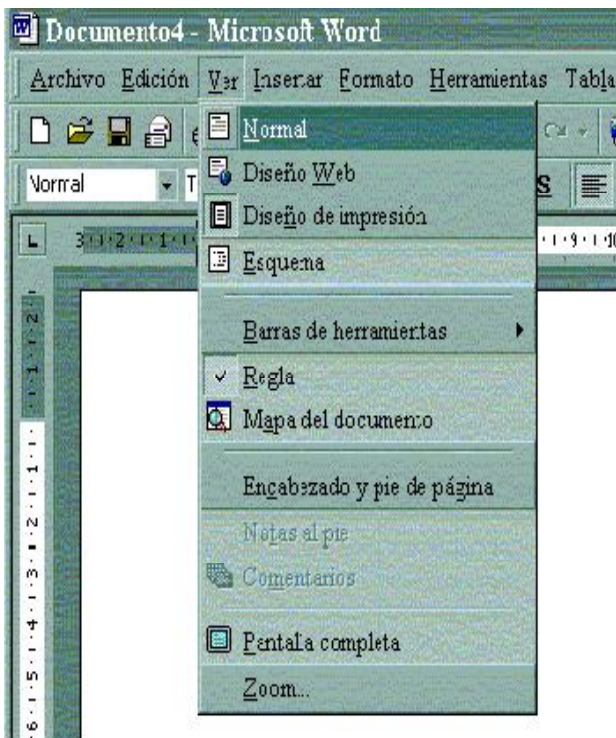 Documento4 - Microsoft Word
Archivo Edición Ver Insertar Formato Herramientas Tabla
Normal
Normal
Diseño Web
Diseño de impresión
Esquema
Barras de herramientas
Regla
Mapa del documento
Encabezado y pie de página
Notas al pie
Comentarios
Pantalla completa
Zoom...